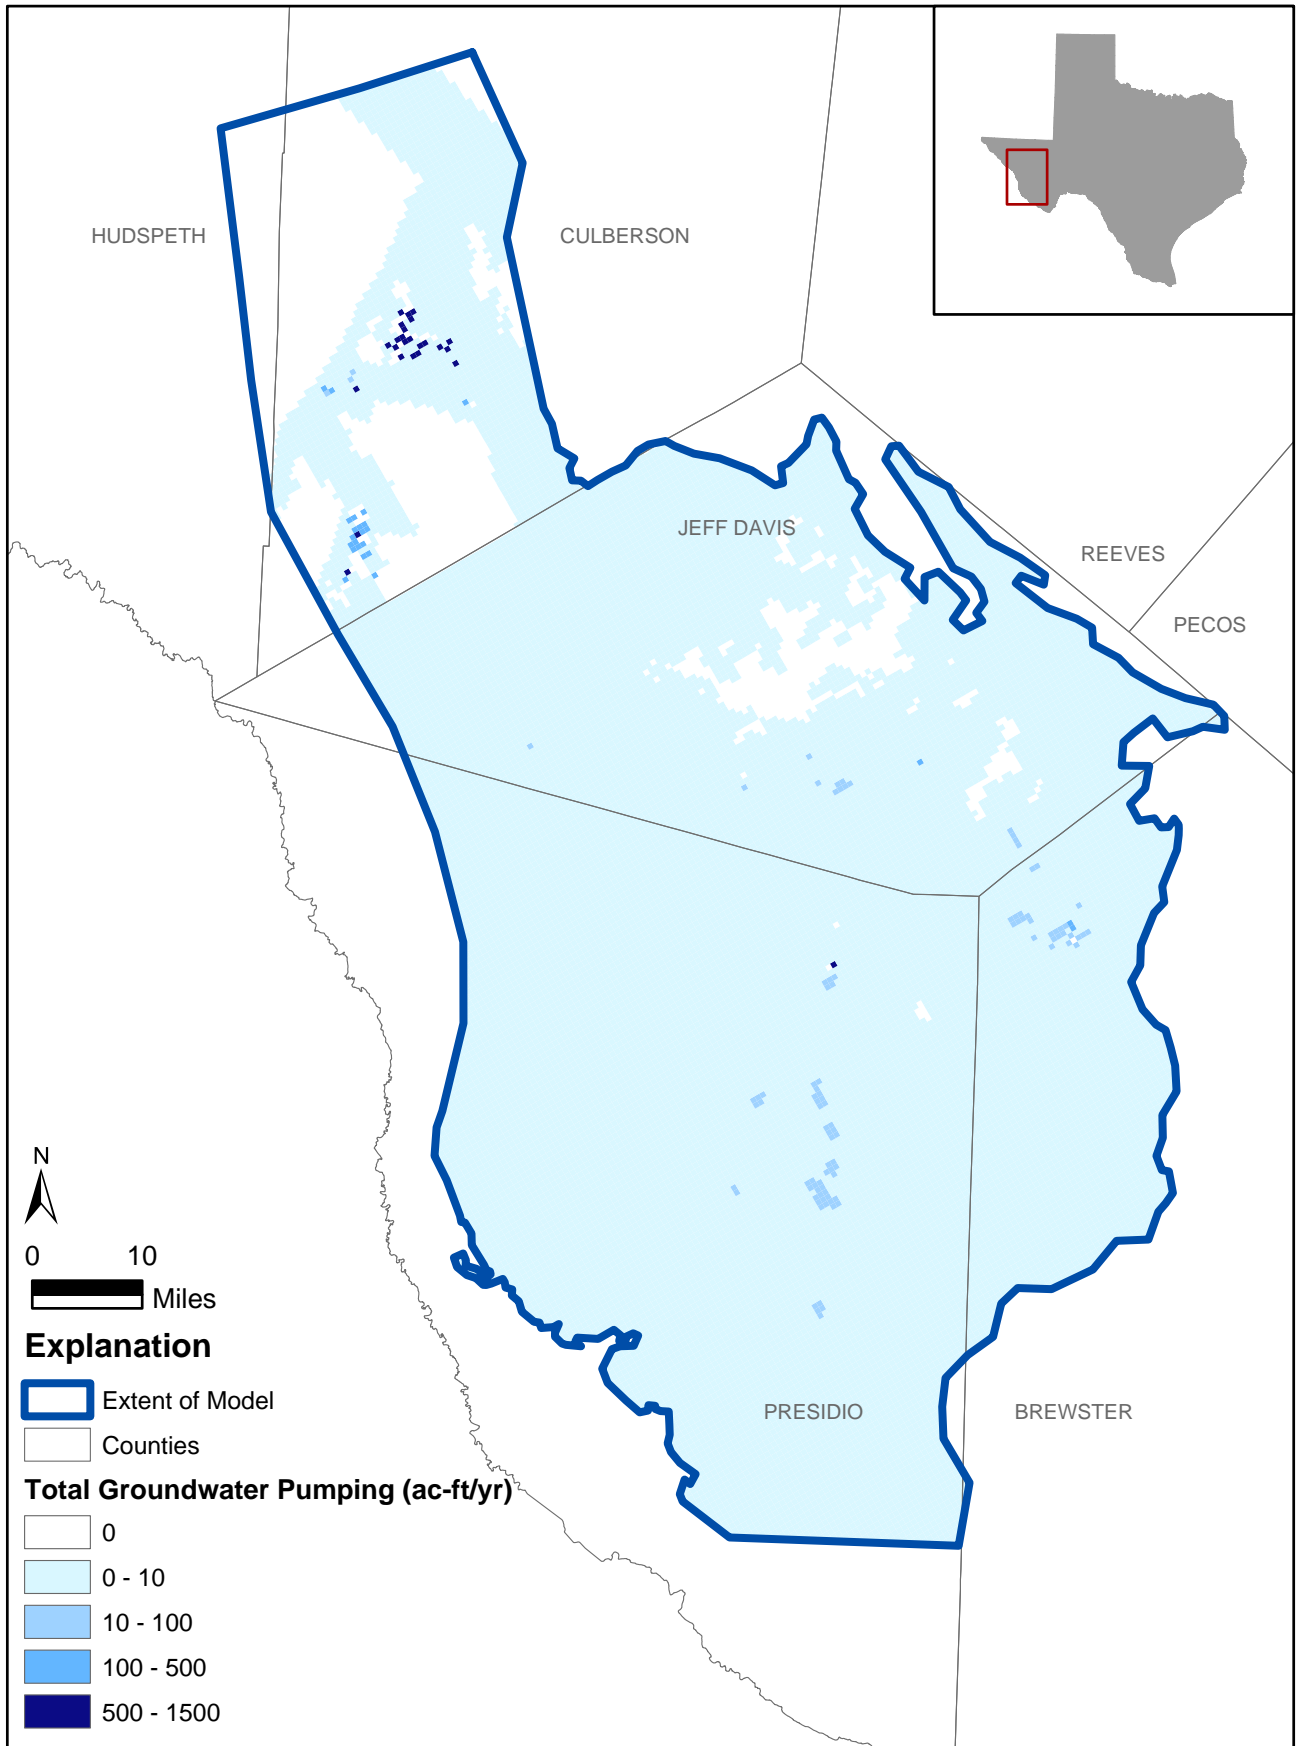 HUDSPETH
CULBERSON
JEFF DAVIS
REEVES
PECOS
PRESIDIO
BREWSTER
N
0 10
Miles
Explanation
Extent of Model
Counties
Total Groundwater Pumping (ac-ft/yr)
0
0 - 10
10 - 100
100 - 500
500 - 1500